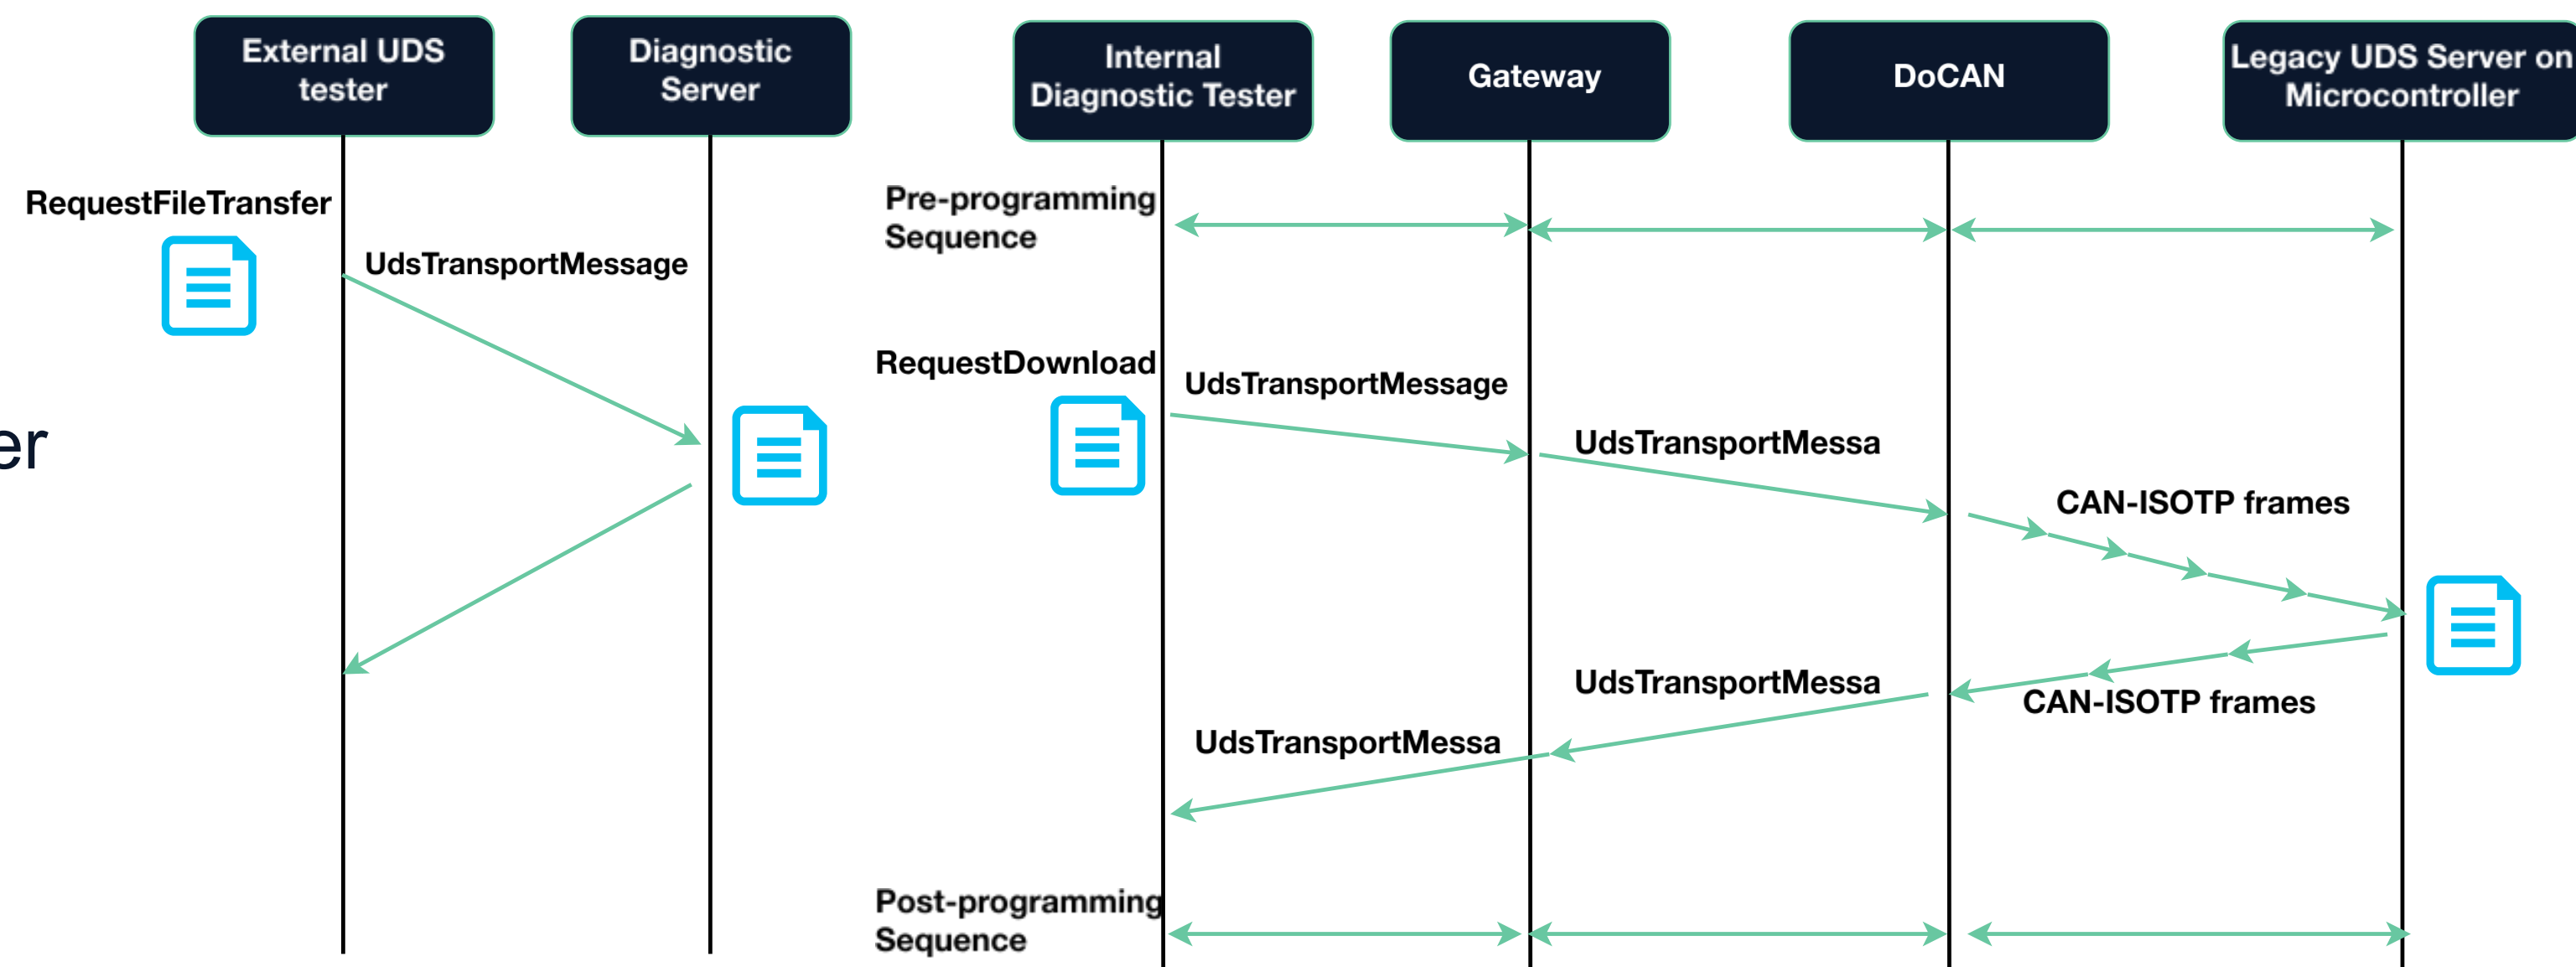 External UDS
tester
Diagnostic
Server
Internal
Diagnostic Tester
Gateway
DoCAN
Legacy UDS Server on
Microcontroller
RequestFileTransfer
UdsTransportMessage
Pre-programming
Sequence
RequestDownload
UdsTransportMessage
UdsTransportMessa
er
CAN-ISOTP frames
UdsTransportMessa
CAN-ISOTP frames
UdsTransportMessa
Post-programming
Sequence